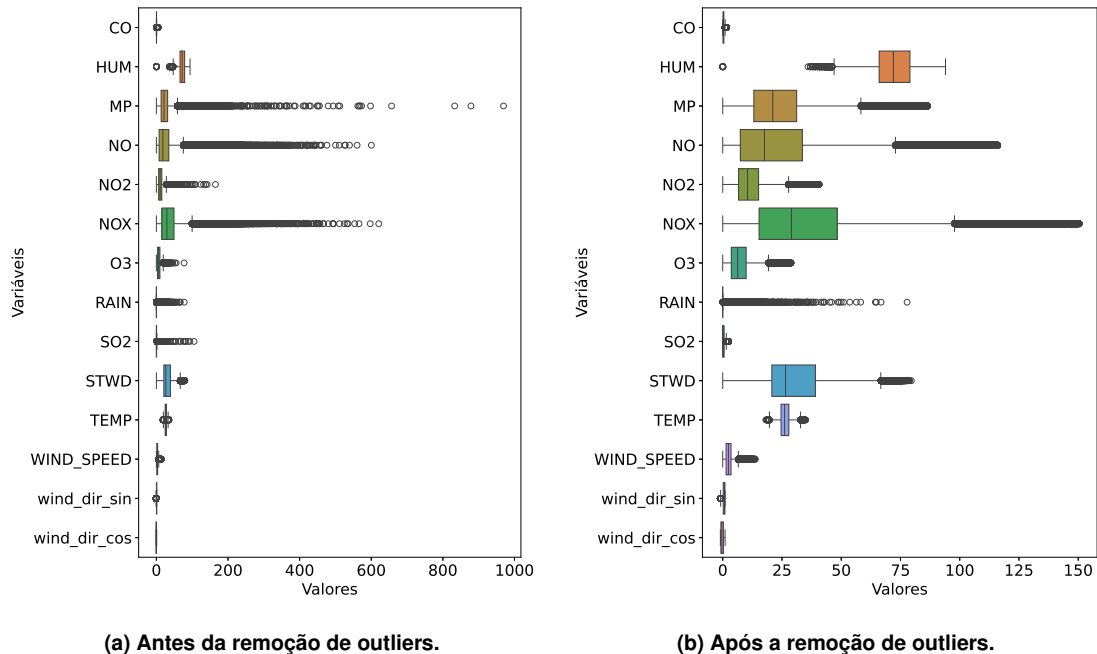 Variáveis
CO
HUM
MP
NO
NO2
NOX
O3
RAIN
SO2
STWD
TEMP
WIND_SPEED
wind_dir_sin
wind_dir_cos
0 200 400 600 800 1000
Valores
(a) Antes da remoção de outliers.
Variáveis
CO
HUM
MP
NO
NO2
NOX
O3
RAIN
SO2
STWD
TEMP
WIND_SPEED
wind_dir_sin
wind_dir_cos
0 25 50 75 100 125 150
Valores
(b) Após a remoção de outliers.